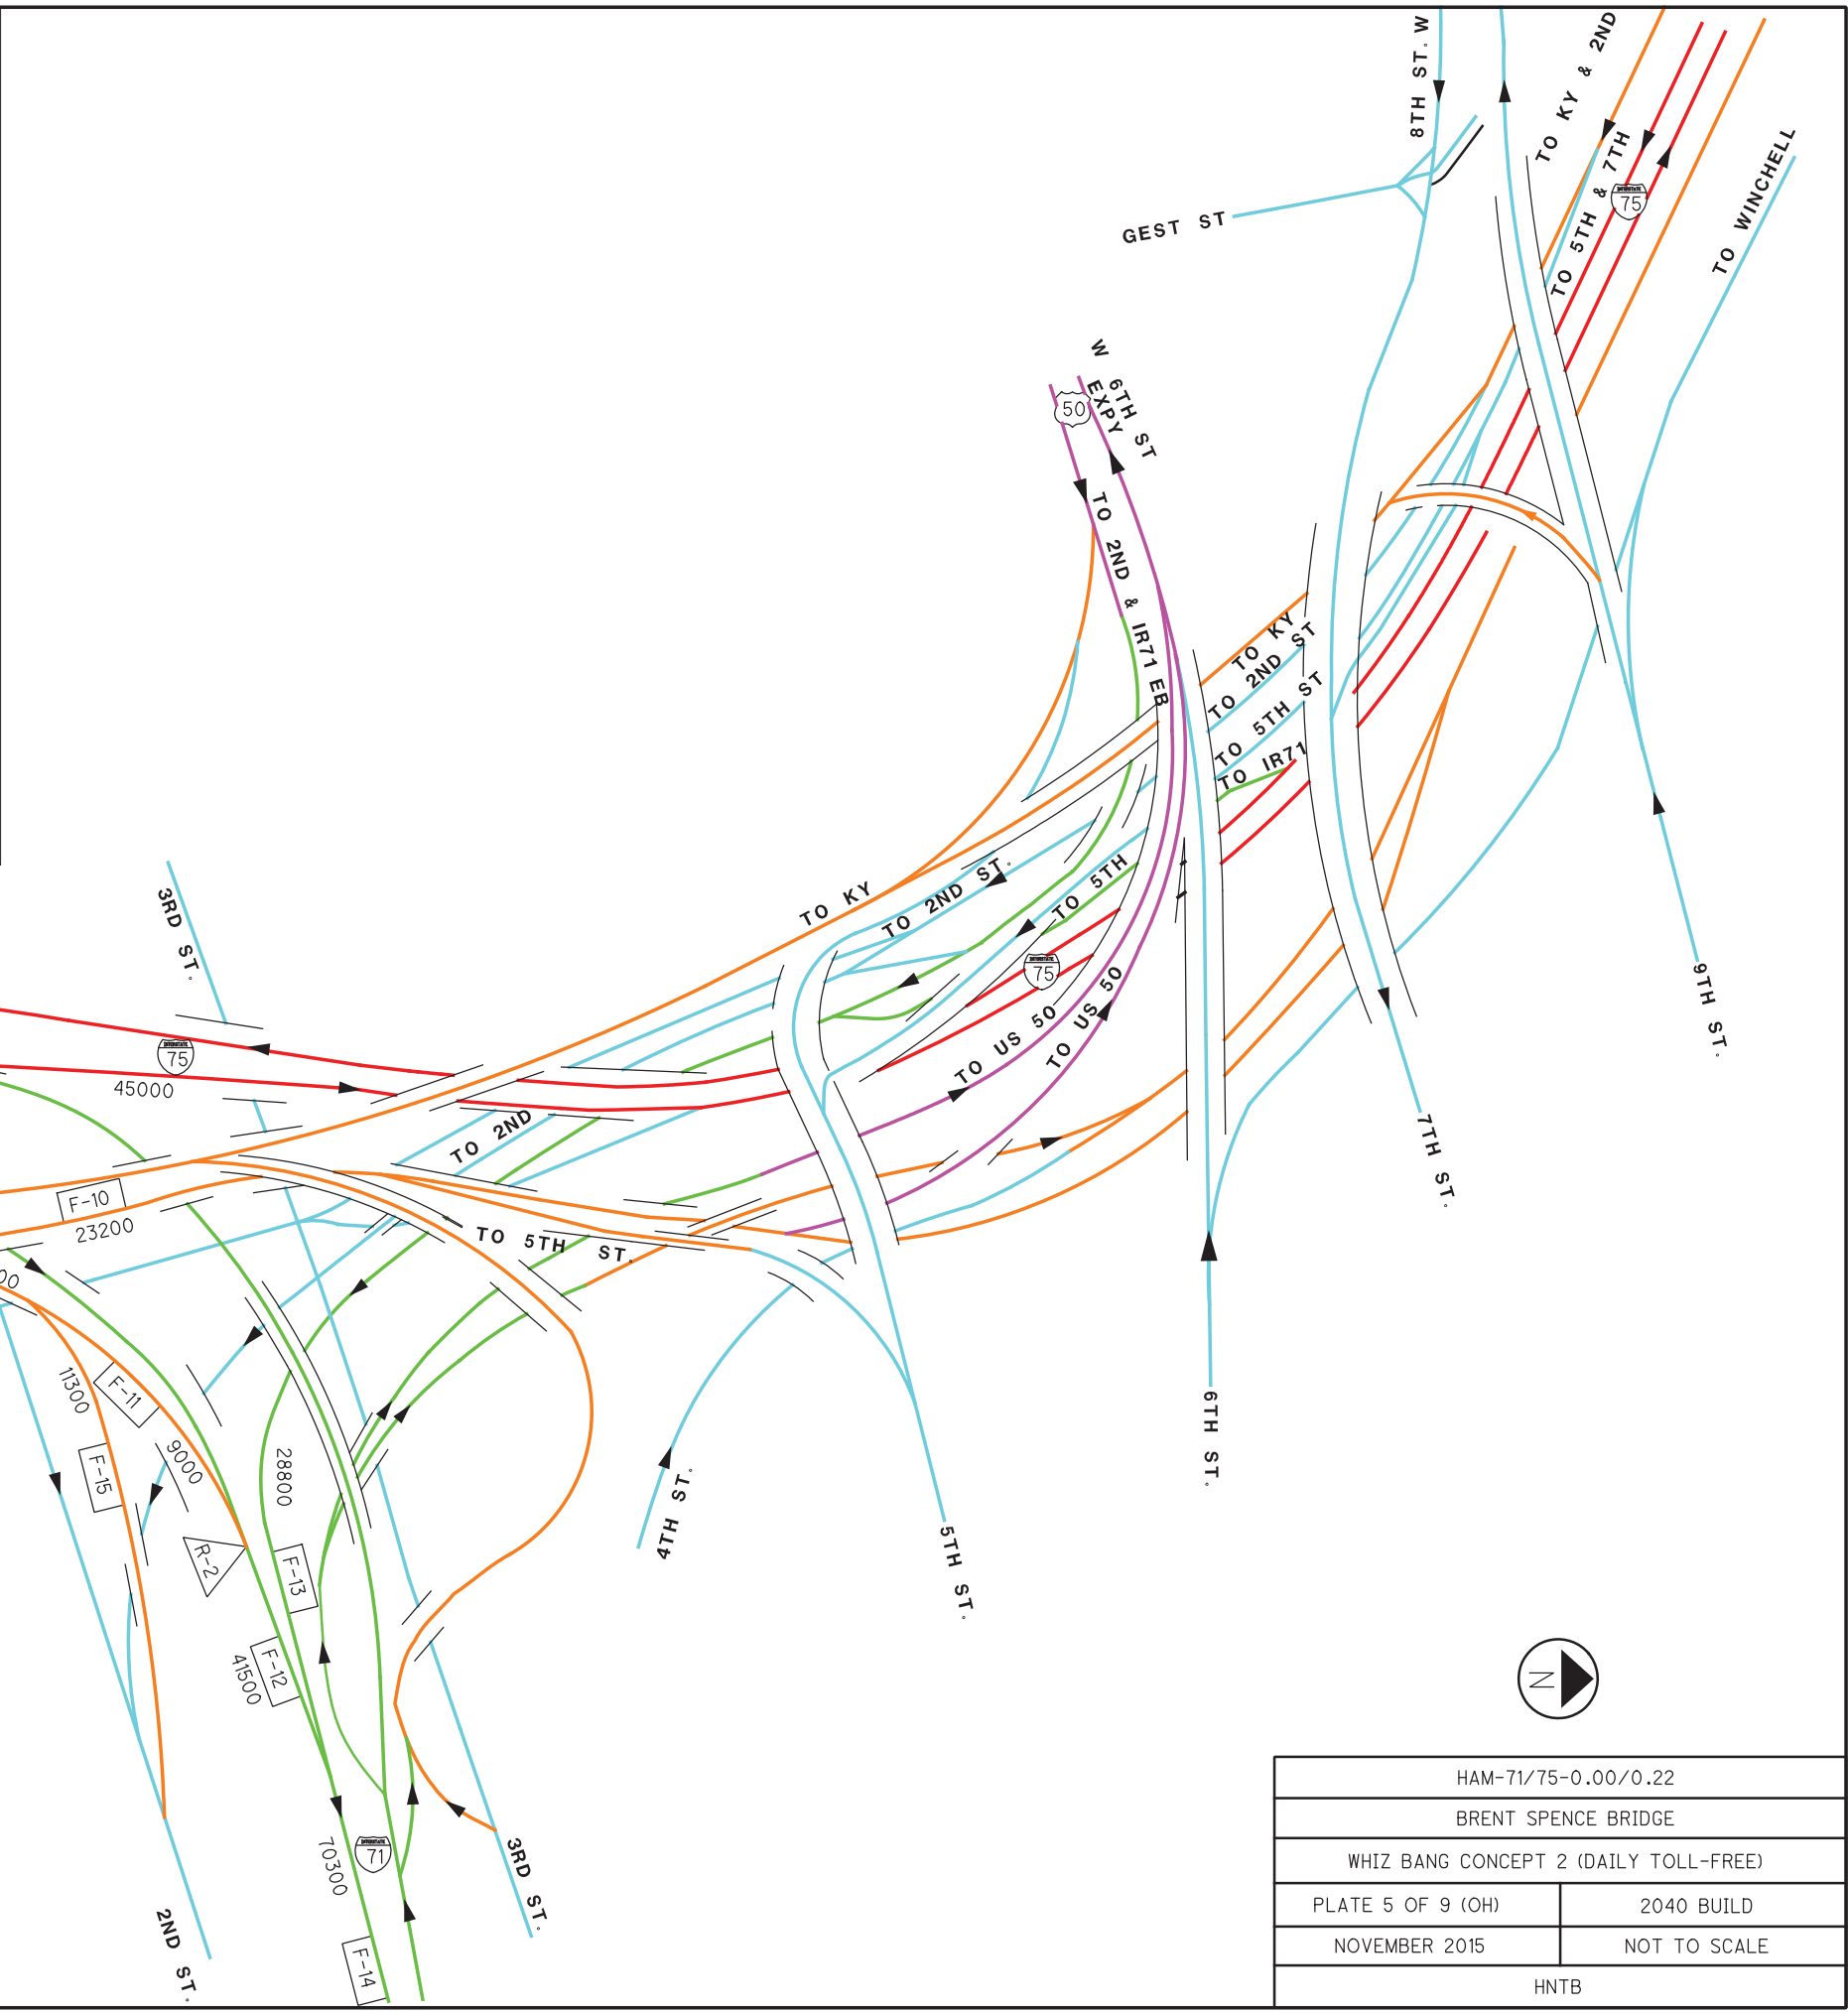 8TH ST. W
TO KY & 2ND
TO 5TH & 7TH
INTERSTATE
75
TO WINCHELL
GEST ST
W 6TH ST
EXPY
50
TO 2ND & IR71 EB
TO KY
TO 2ND ST
TO 5TH ST
TO IR71
TO KY
TO 2ND ST.
TO 5TH
INTERSTATE
75
TO US 50
TO US 50
3RD ST.
INTERSTATE
75
45000
TO 2ND
F-10
23200
TO 5TH ST.
00
11300
F-11
F-15
9000
28800
R-2
F-13
F-12
41500
4TH ST.
5TH ST.
6TH ST.
7TH ST.
9TH ST.
INTERSTATE
71
70300
3RD ST.
2ND ST.
F-14
N
HAM-71/75-0.00/0.22
BRENT SPENCE BRIDGE
WHIZ BANG CONCEPT 2 (DAILY TOLL-FREE)
PLATE 5 OF 9 (OH)
2040 BUILD
NOVEMBER 2015
NOT TO SCALE
HNTB